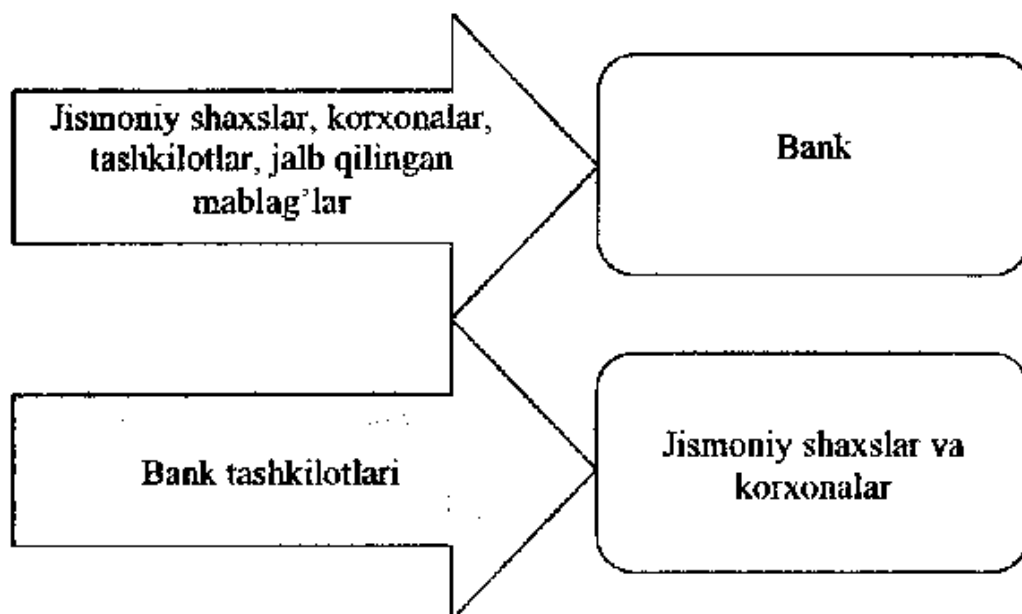 Jismoniy shaxslar, korxonalar,
tashkilotlar, jalb qilingan
mablag’lar
Bank
Bank tashkilotlari
Jismoniy shaxslar va
korxonalar